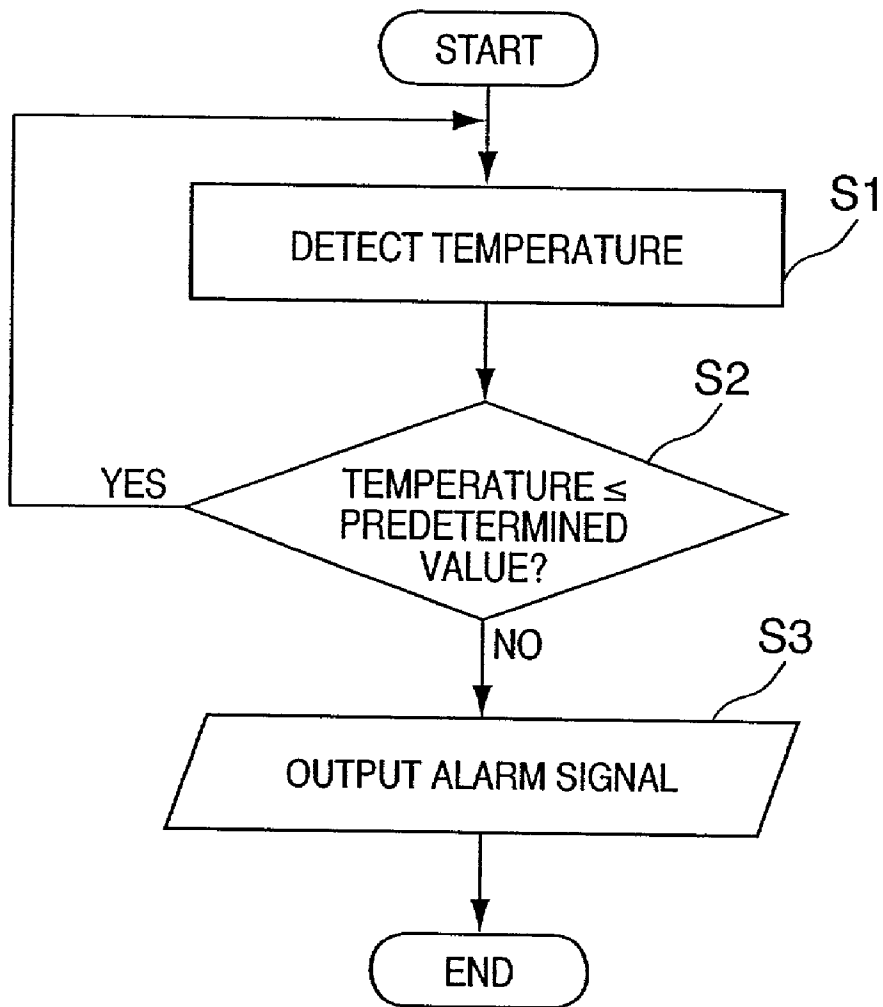 START
DETECT TEMPERATURE
S1
S2
YES
TEMPERATURE ≤
PREDETERMINED
VALUE?
NO
S3
OUTPUT ALARM SIGNAL
END